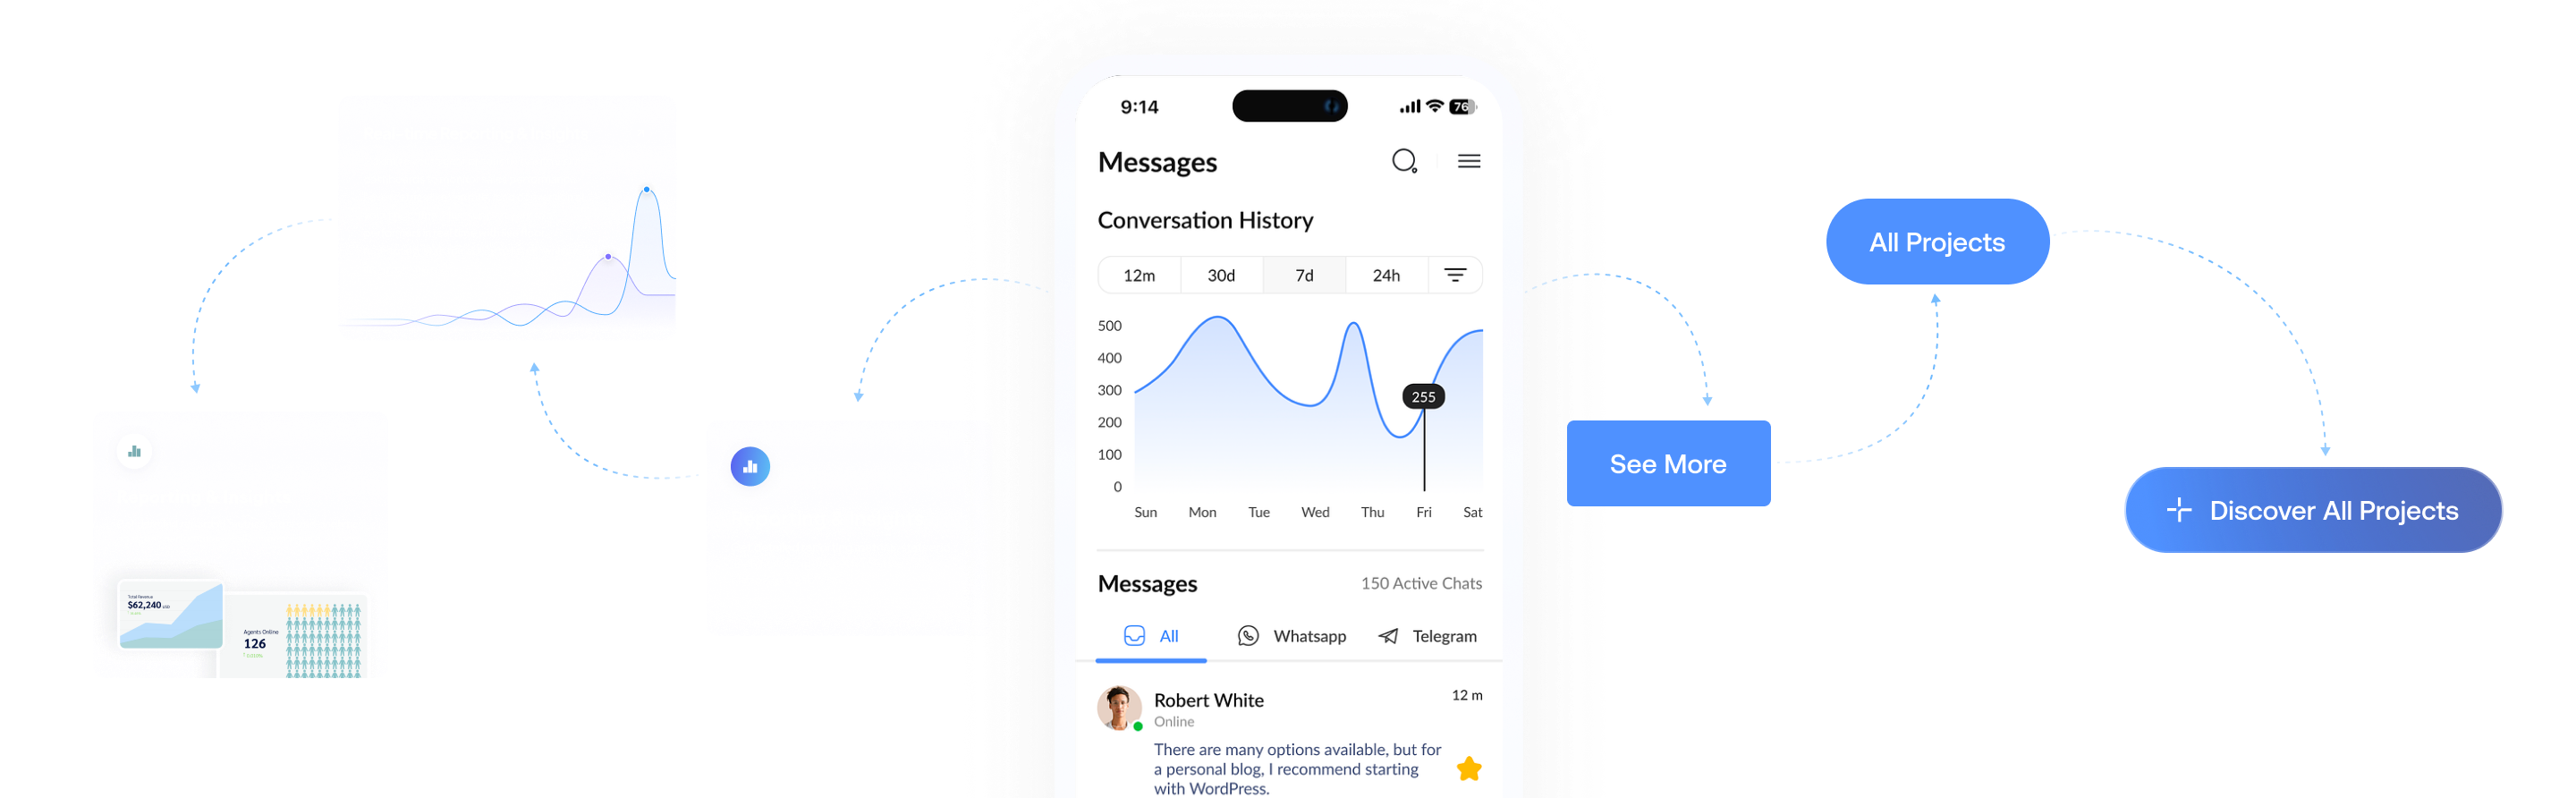 Total Revenue
$62,240 USD
Agents Online
126
9:14
76
Messages
Conversation History
12m 30d 7d 24h
500
400
300
200
100
0
255
Sun Mon Tue Wed Thu Fri Sat
Messages 150 Active Chats
All Whatsapp Telegram
Robert White 12 m
Online
There are many options available, but for
a personal blog, I recommend starting
with WordPress.
See More
All Projects
Discover All Projects